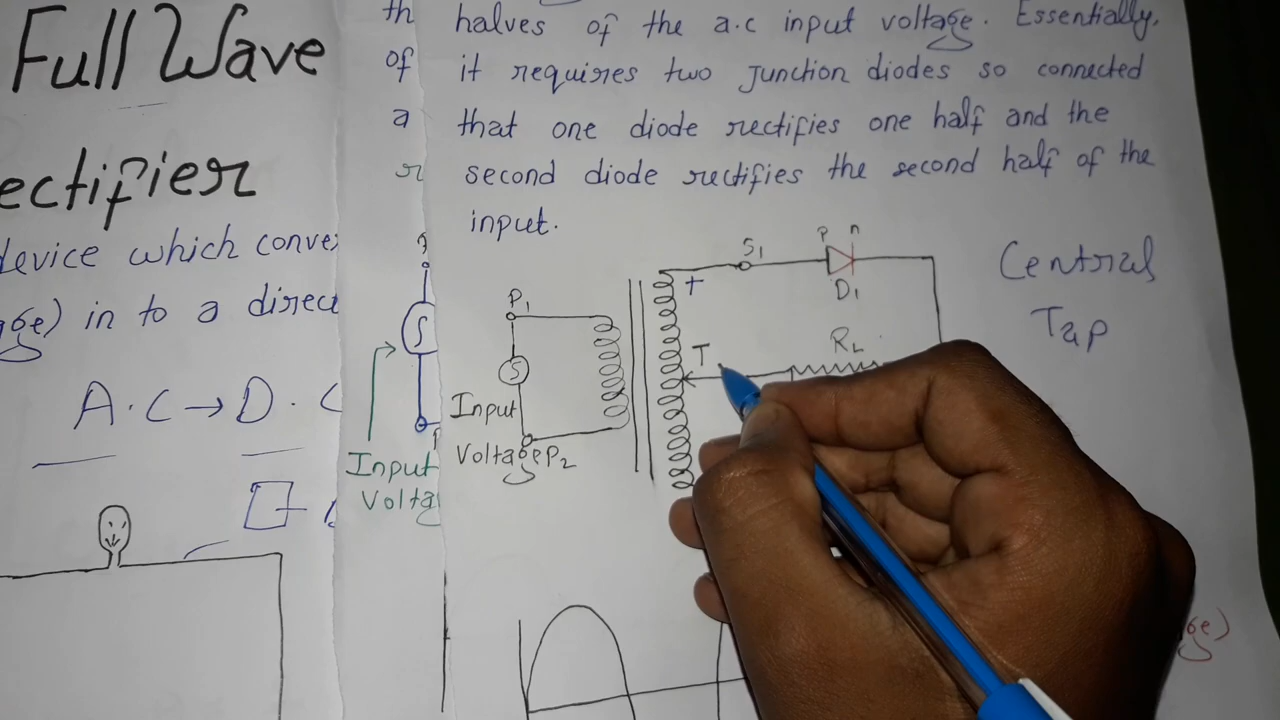 Full Wave
ectifier
device which conve
ge) in to a direct
A.C → D.C
th
of
a
r
Input
Volta
halves of the a.c input voltage. Essentially,
it requires two junction diodes so connected
that one diode rectifies one half and the
second diode rectifies the second half of the
input.
P1
S
Input
Voltage P2
S1
P n
D1
+
T
RL
Central
Tap
ge)